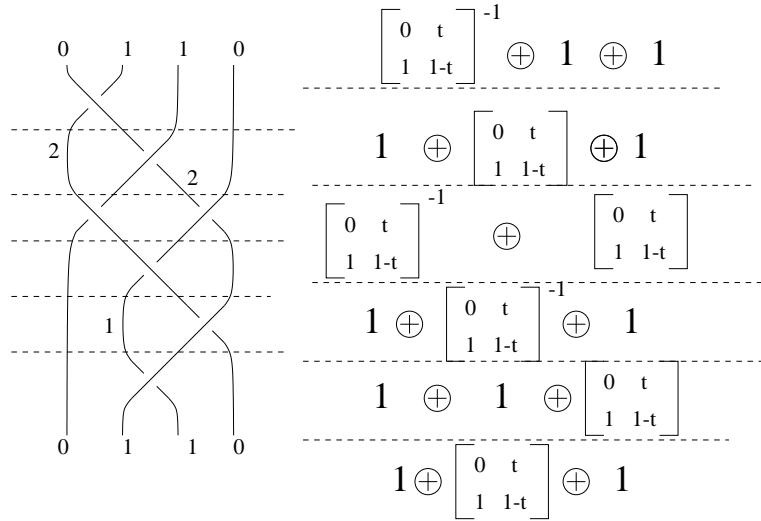 0 1 1 0
2
2
1
0 1 1 0
[0 t
1 1-t]-1 ⊕ 1 ⊕ 1
1 ⊕ [0 t
1 1-t] ⊕ 1
[0 t
1 1-t]-1 ⊕ [0 t
1 1-t]
1 ⊕ [0 t
1 1-t]-1 ⊕ 1
1 ⊕ 1 ⊕ [0 t
1 1-t]
1 ⊕ [0 t
1 1-t] ⊕ 1